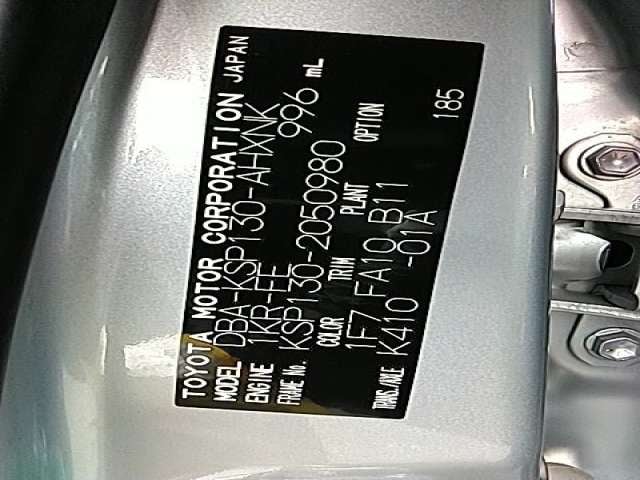 TOYOTA MOTOR CORPORATION JAPAN
MODEL DBA-KSP130-AHXNK
ENGINE 1KR-FE 996 mL
FRAME No. KSP130-2050980
COLOR TRIM PLANT OPTION
1F7 FA10 B11
TRANS./AXLE K410 -01A 185